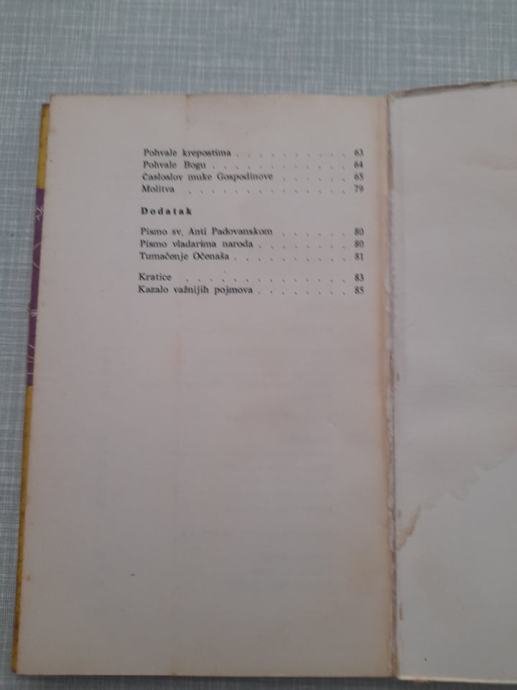 Pohvale krepostima . . . . . . . . . . 63
Pohvale Bogu . . . . . . . . . . . 64
Časloslov muke Gospodinove . . . . . . 65
Molitva . . . . . . . . . . . . 79
Dodatak
Pismo sv. Anti Padovanskom . . . . . . 80
Pismo vladarima naroda . . . . . . . . 80
Tumačenje Očenaša . . . . . . . . . 81
Kratice . . . . . . . . . . . . 83
Kazalo važnijih pojmova . . . . . . . . 85